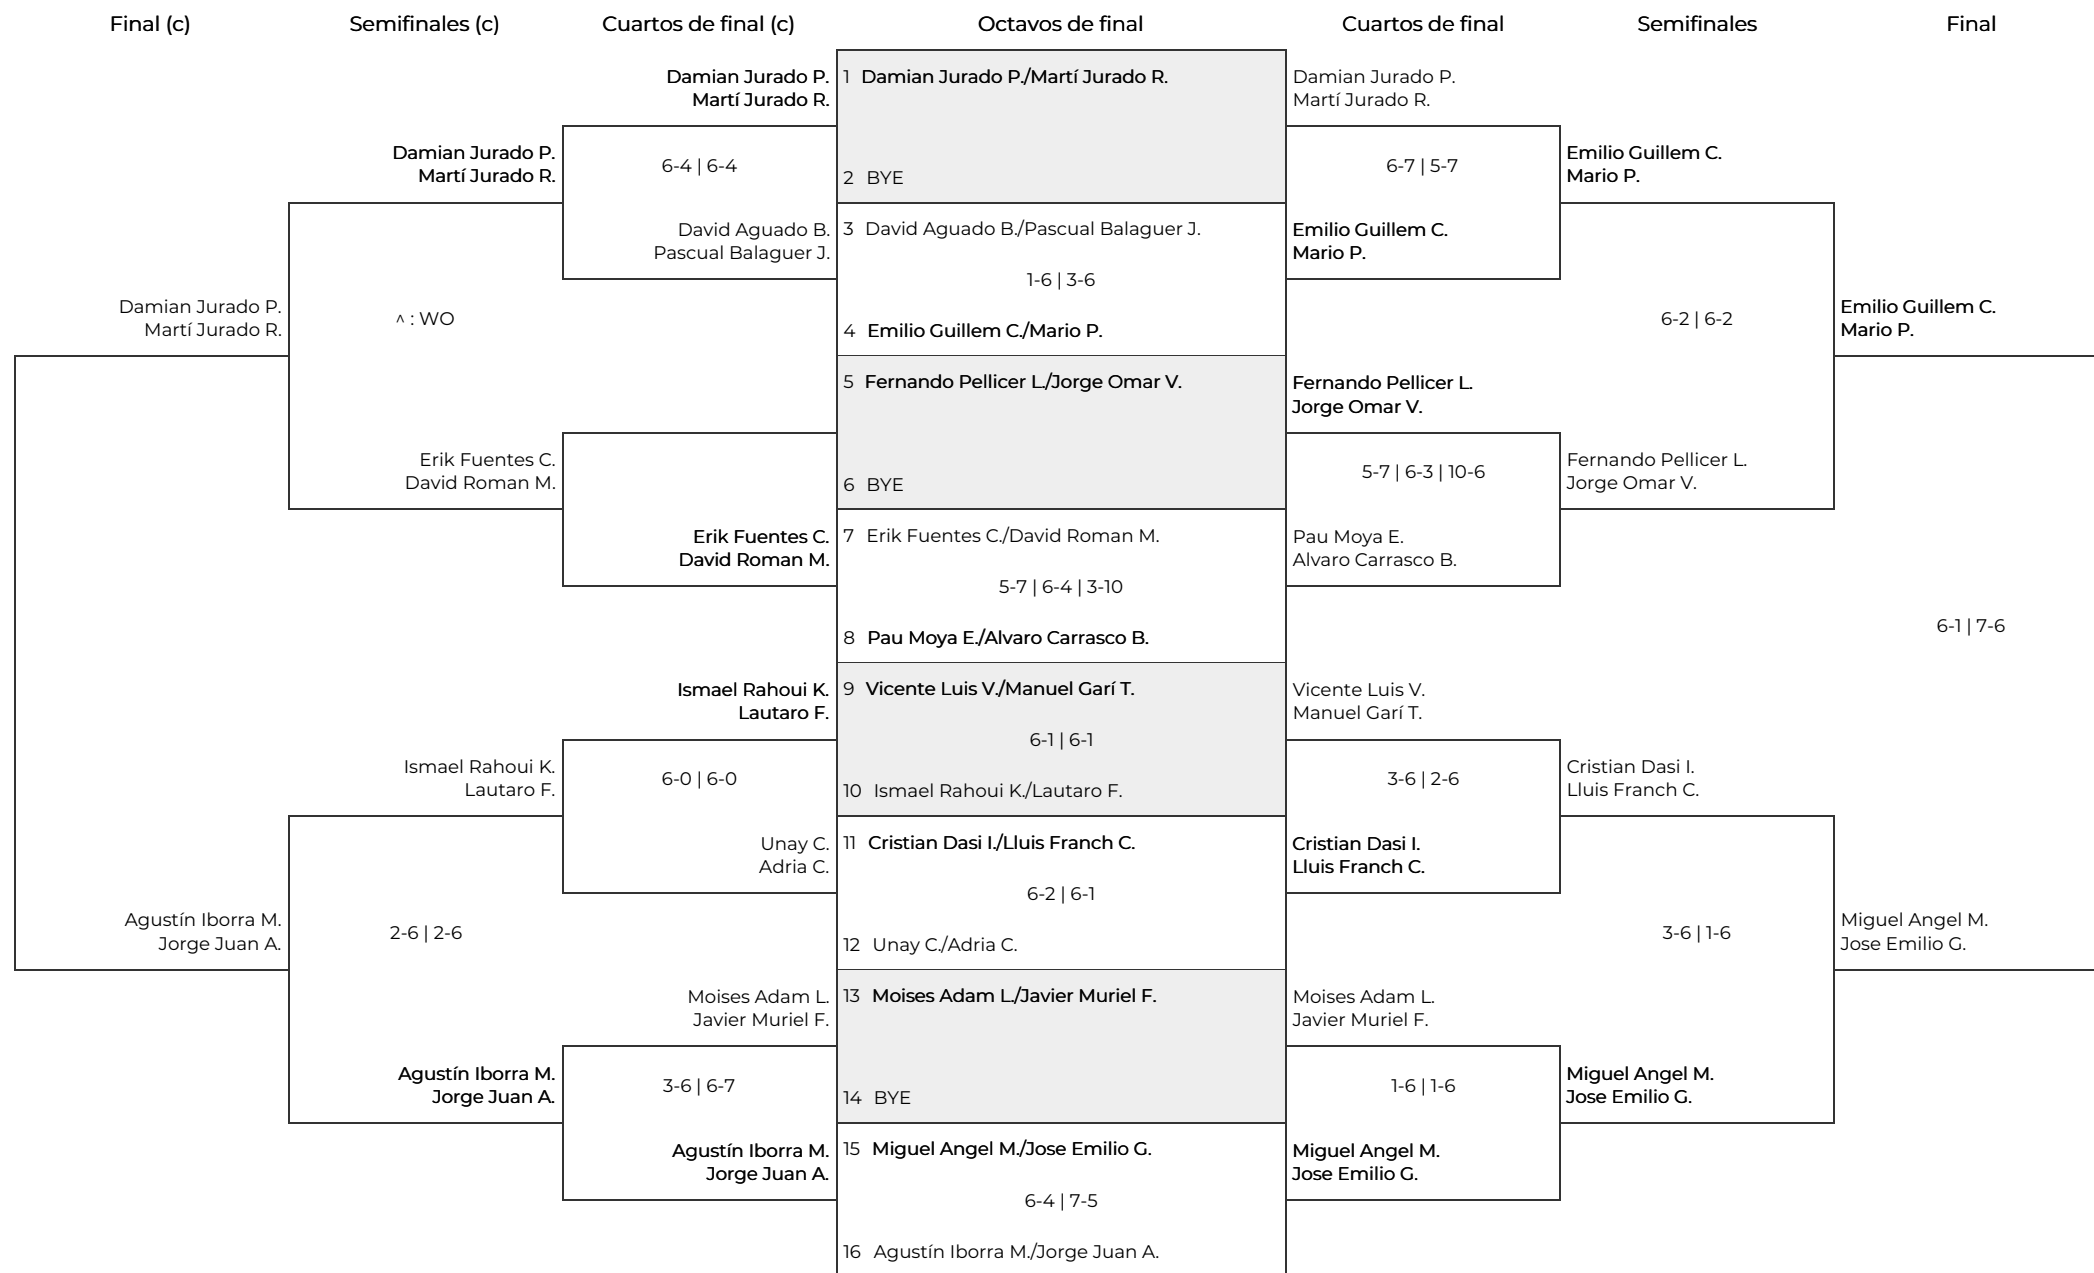 Final (c)
Semifinales (c)
Cuartos de final (c)
Octavos de final
Cuartos de final
Semifinales
Final
Damian Jurado P.
Martí Jurado R.
6-4 | 6-4
David Aguado B.
Pascual Balaguer J.
Erik Fuentes C.
David Roman M.
Ismael Rahoui K.
Lautaro F.
6-0 | 6-0
Unay C.
Adria C.
Moises Adam L.
Javier Muriel F.
3-6 | 6-7
Agustín Iborra M.
Jorge Juan A.
Damian Jurado P.
Martí Jurado R.
^ : WO
Erik Fuentes C.
David Roman M.
Ismael Rahoui K.
Lautaro F.
2-6 | 2-6
Agustín Iborra M.
Jorge Juan A.
Damian Jurado P.
Martí Jurado R.
Agustín Iborra M.
Jorge Juan A.
1 Damian Jurado P./Martí Jurado R.
2 BYE
3 David Aguado B./Pascual Balaguer J.
1-6 | 3-6
4 Emilio Guillem C./Mario P.
5 Fernando Pellicer L./Jorge Omar V.
6 BYE
7 Erik Fuentes C./David Roman M.
5-7 | 6-4 | 3-10
8 Pau Moya E./Alvaro Carrasco B.
9 Vicente Luis V./Manuel Garí T.
6-1 | 6-1
10 Ismael Rahoui K./Lautaro F.
11 Cristian Dasi I./Lluis Franch C.
6-2 | 6-1
12 Unay C./Adria C.
13 Moises Adam L./Javier Muriel F.
14 BYE
15 Miguel Angel M./Jose Emilio G.
6-4 | 7-5
16 Agustín Iborra M./Jorge Juan A.
Damian Jurado P.
Martí Jurado R.
6-7 | 5-7
Emilio Guillem C.
Mario P.
Fernando Pellicer L.
Jorge Omar V.
5-7 | 6-3 | 10-6
Pau Moya E.
Alvaro Carrasco B.
Vicente Luis V.
Manuel Garí T.
3-6 | 2-6
Cristian Dasi I.
Lluis Franch C.
Moises Adam L.
Javier Muriel F.
1-6 | 1-6
Miguel Angel M.
Jose Emilio G.
Emilio Guillem C.
Mario P.
6-2 | 6-2
Fernando Pellicer L.
Jorge Omar V.
Cristian Dasi I.
Lluis Franch C.
3-6 | 1-6
Miguel Angel M.
Jose Emilio G.
Emilio Guillem C.
Mario P.
6-1 | 7-6
Miguel Angel M.
Jose Emilio G.